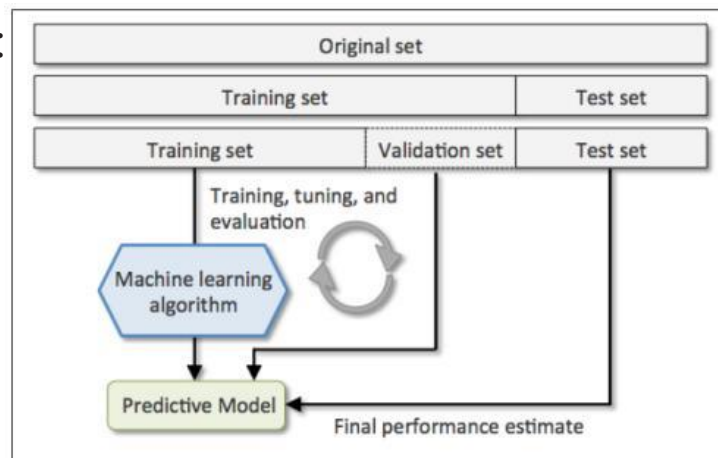 :
Original set
Training set Test set
Training set Validation set Test set
Training, tuning, and
evaluation
Machine learning
algorithm
Predictive Model
Final performance estimate